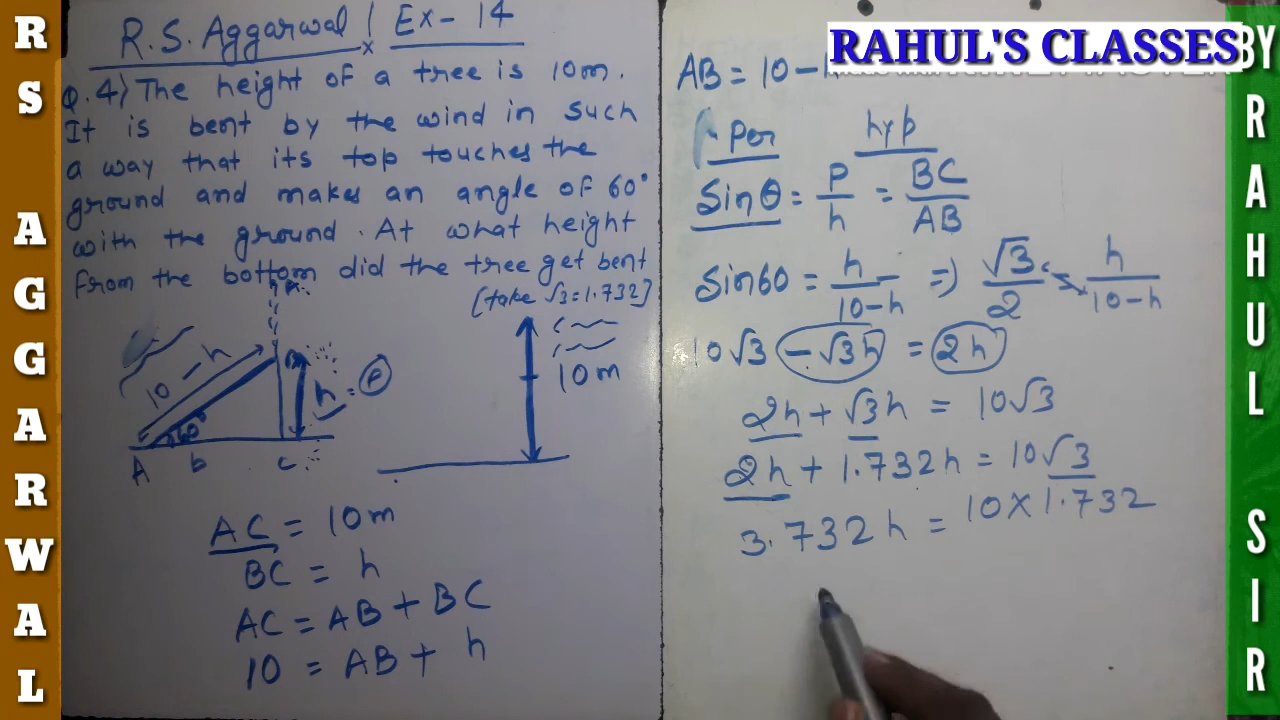 RS AGGARWAL
R.S. Aggarwal | Ex-14
Q.4) The height of a tree is 10m.
It is bent by the wind in such
a way that its top touches the
ground and makes an angle of 60°
with the ground. At what height
from the bottom did the tree get bent
[take √3=1.732]
10 - h
h =
60°
A b C
10m
AC = 10m
BC = h
AC = AB + BC
10 = AB + h
RAHUL'S CLASSES
BY RAHUL SIR
AB = 10 -
Per hyp
Sinθ = P/h = BC/AB
Sin60 = h/10-h => √3/2 h/10-h
10√3 - √3h = 2h
2h + √3h = 10√3
2h + 1.732h = 10√3
3.732h = 10×1.732